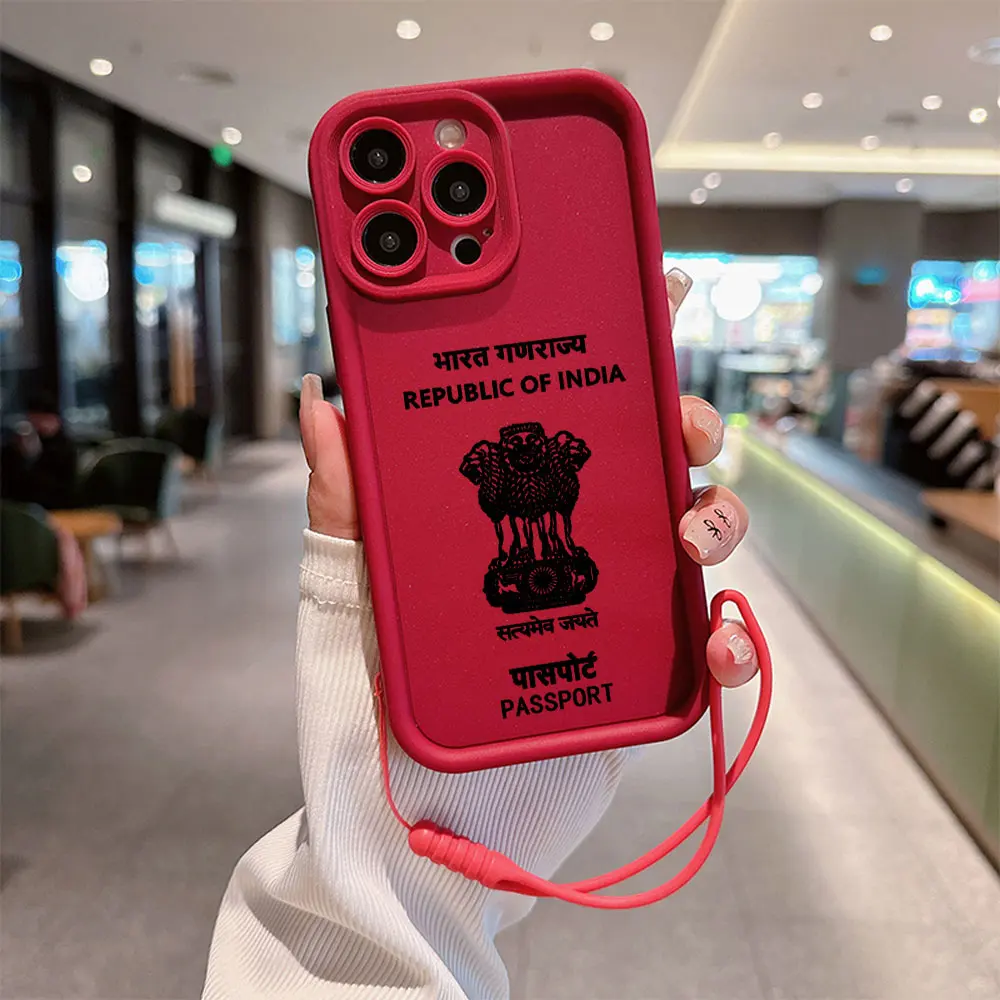 भारत गणराज्य
REPUBLIC OF INDIA
सत्यमेव जयते
पासपोर्ट
PASSPORT